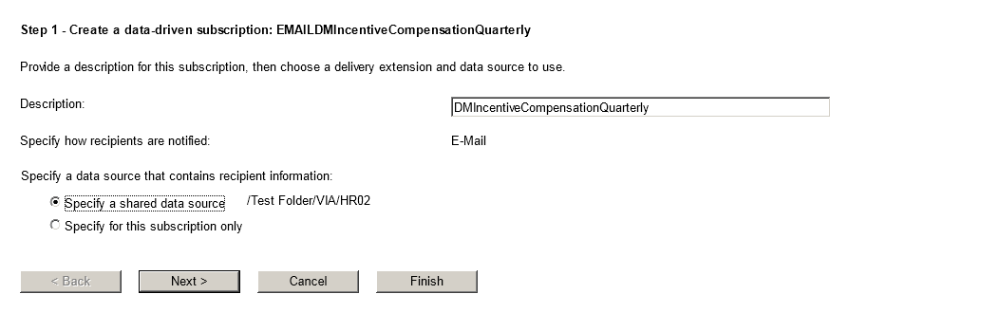 Step 1 - Create a data-driven subscription: EMAILDMIncentiveCompensationQuarterly
Provide a description for this subscription, then choose a delivery extension and data source to use.
Description: DMIncentiveCompensationQuarterly
Specify how recipients are notified: E-Mail
Specify a data source that contains recipient information:
Specify a shared data source /Test Folder/VIA/HR02
Specify for this subscription only
< Back Next > Cancel Finish